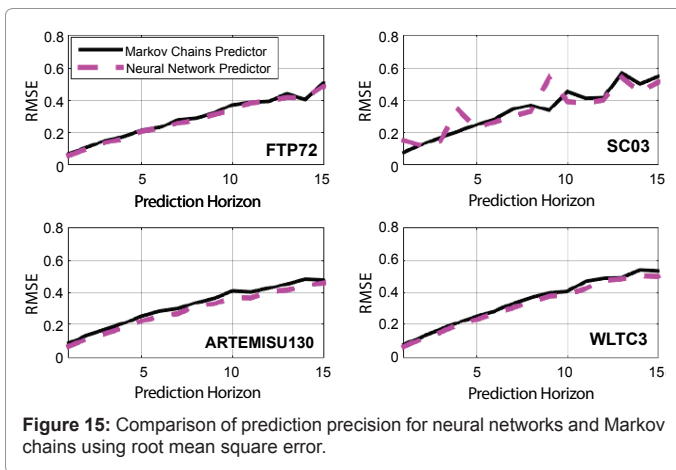 0.8
0.6
0.4
0.2
0
RMSE
Markov Chains Predictor
Neural Network Predictor
FTP72
5
10
15
Prediction Horizon
0.8
0.6
0.4
0.2
0
RMSE
SC03
5
10
15
Prediction Horizon
0.8
0.6
0.4
0.2
0
RMSE
ARTEMISU130
5
10
15
Prediction Horizon
0.8
0.6
0.4
0.2
0
RMSE
WLTC3
5
10
15
Prediction Horizon
Figure 15: Comparison of prediction precision for neural networks and Markov
chains using root mean square error.